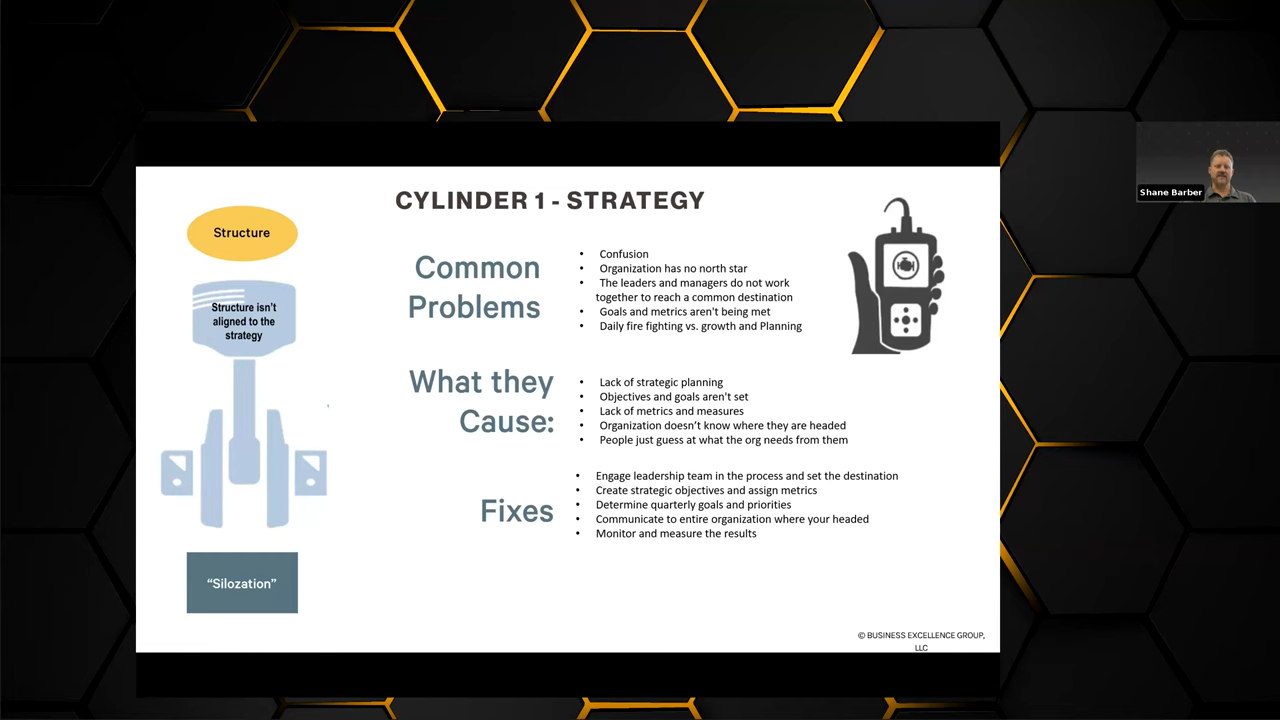 CYLINDER 1 - STRATEGY
Structure
Structure isn't
aligned to the
strategy
"Silozation"
Common
Problems
• Confusion
• Organization has no north star
• The leaders and managers do not work
together to reach a common destination
• Goals and metrics aren't being met
• Daily fire fighting vs. growth and Planning
What they
Cause:
• Lack of strategic planning
• Objectives and goals aren't set
• Lack of metrics and measures
• Organization doesn’t know where they are headed
• People just guess at what the org needs from them
Fixes
• Engage leadership team in the process and set the destination
• Create strategic objectives and assign metrics
• Determine quarterly goals and priorities
• Communicate to entire organization where your headed
• Monitor and measure the results
© BUSINESS EXCELLENCE GROUP,
LLC
Shane Barber